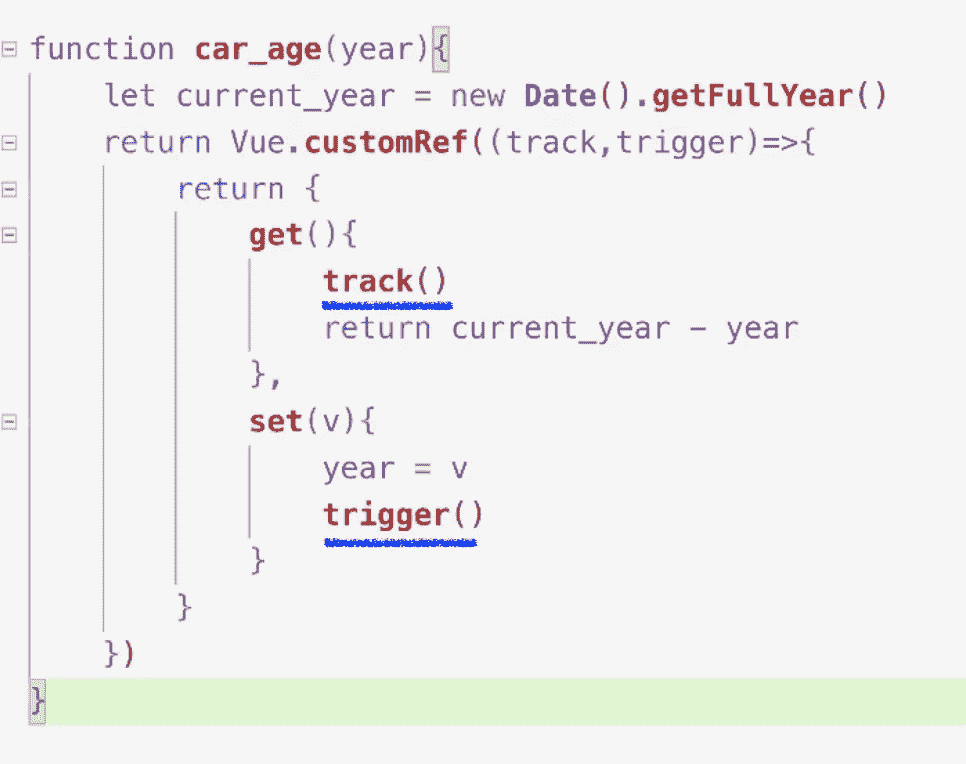 function car_age(year){
let current_year = new Date().getFullYear()
return Vue.customRef((track,trigger)=>{
return {
get(){
track()
return current_year - year
},
set(v){
year = v
trigger()
}
}
})
}